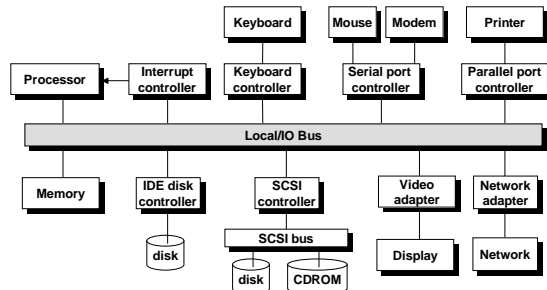 Keyboard
Mouse
Modem
Printer
Processor
Interrupt
controller
Keyboard
controller
Serial port
controller
Parallel port
controller
Local/IO Bus
Memory
IDE disk
controller
SCSI
controller
Video
adapter
Network
adapter
disk
SCSI bus
disk
CDROM
Display
Network